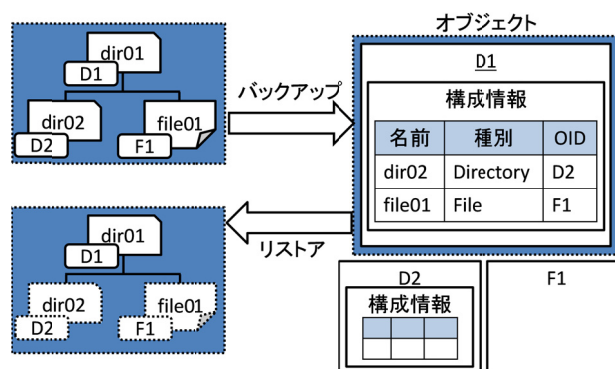 dir01
D1
dir02
D2
file01
F1
バックアップ
オブジェクト
D1
構成情報
名前 種別 OID
dir02 Directory D2
file01 File F1
リストア
dir01
D1
dir02
D2
file01
F1
D2
構成情報
F1